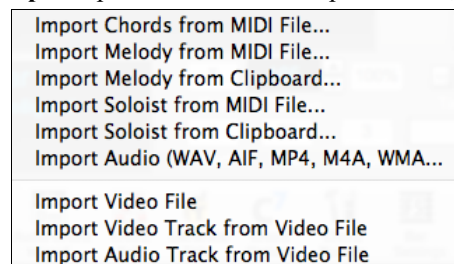 Import Chords from MIDI File...
Import Melody from MIDI File...
Import Melody from Clipboard...
Import Soloist from MIDI File...
Import Soloist from Clipboard...
Import Audio (WAV, AIF, MP4, M4A, WMA...
Import Video File
Import Video Track from Video File
Import Audio Track from Video File